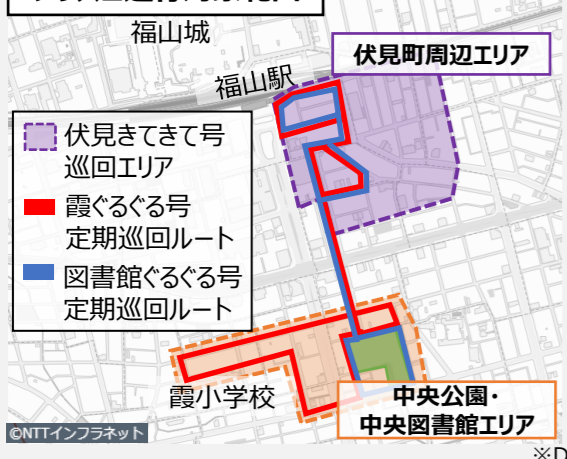 福山城
伏見町周辺エリア
福山駅
伏見きてきて号
巡回エリア
霞ぐるぐる号
定期巡回ルート
図書館ぐるぐる号
定期巡回ルート
霞小学校
中央公園・
中央図書館エリア
©NTTインフラネット
※D